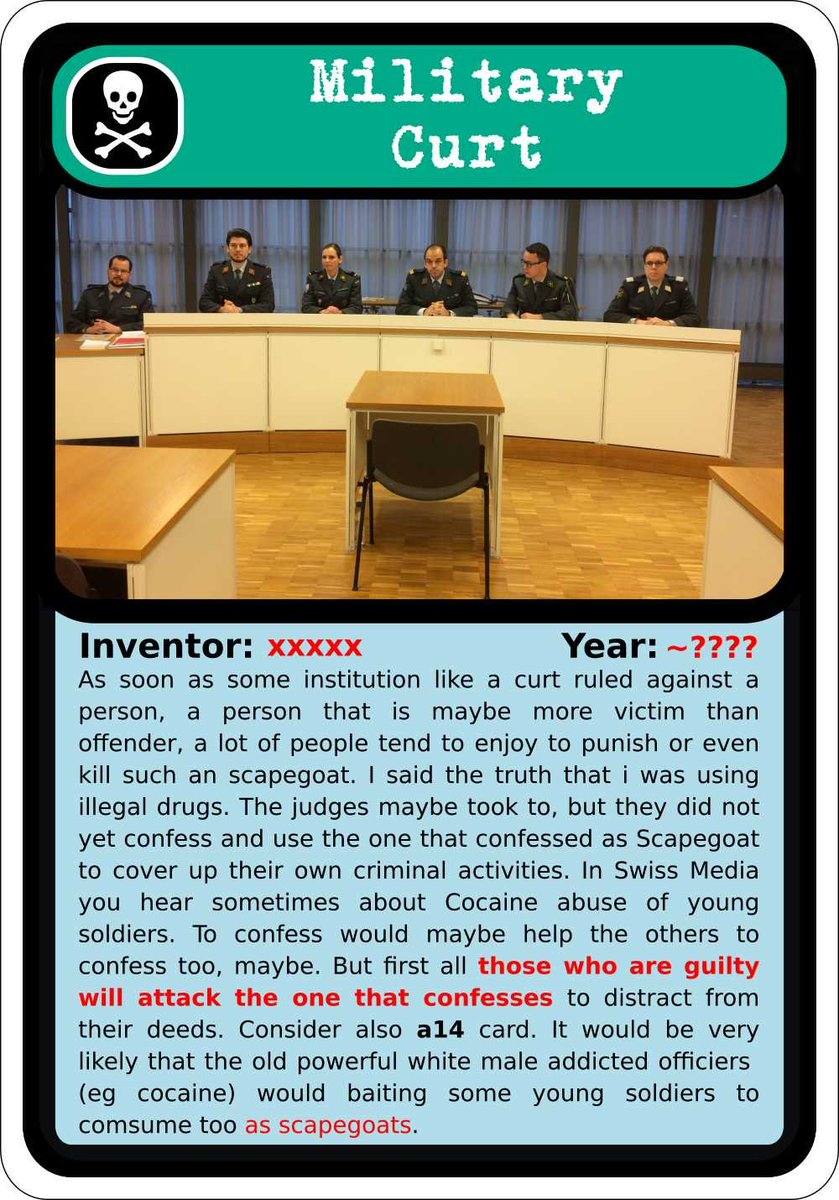 Military
Curt
Inventor: xxxxx Year: ~????
As soon as some institution like a curt ruled against a
person, a person that is maybe more victim than
offender, a lot of people tend to enjoy to punish or even
kill such an scapegoat. I said the truth that i was using
illegal drugs. The judges maybe took to, but they did not
yet confess and use the one that confessed as Scapegoat
to cover up their own criminal activities. In Swiss Media
you hear sometimes about Cocaine abuse of young
soldiers. To confess would maybe help the others to
confess too, maybe. But first all those who are guilty
will attack the one that confesses to distract from
their deeds. Consider also a14 card. It would be very
likely that the old powerful white male addicted officiers
(eg cocaine) would baiting some young soldiers to
comsume too as scapegoats.